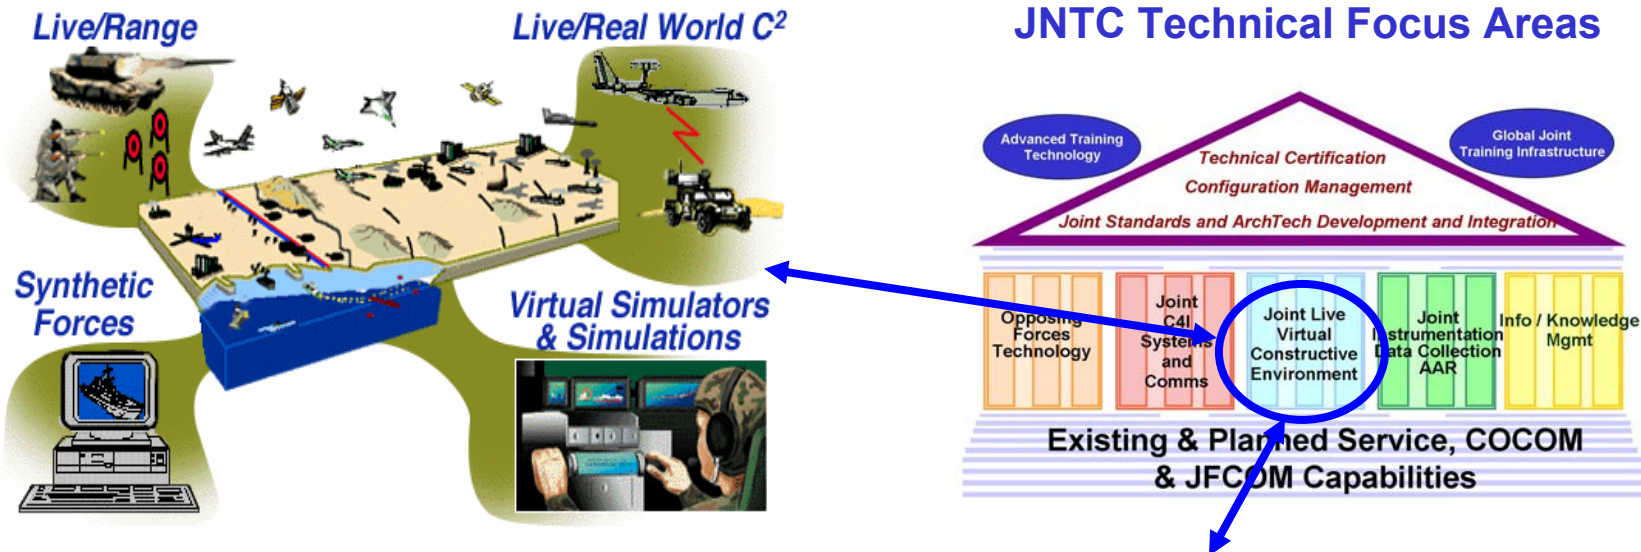 Live/Range
Live/Real World C²
Synthetic
Forces
Virtual Simulators
& Simulations
JNTC Technical Focus Areas
Advanced Training
Technology
Global Joint
Training Infrastructure
Technical Certification
Configuration Management
Joint Standards and ArchTech Development and Integration
Opposing
Forces
Technology
Joint
C4I
Systems
and
Comms
Joint Live
Virtual
Constructive
Environment
Joint
Instrumentation
Data Collection
AAR
Info / Knowledge
Mgmt
Existing & Planned Service, COCOM
& JFCOM Capabilities